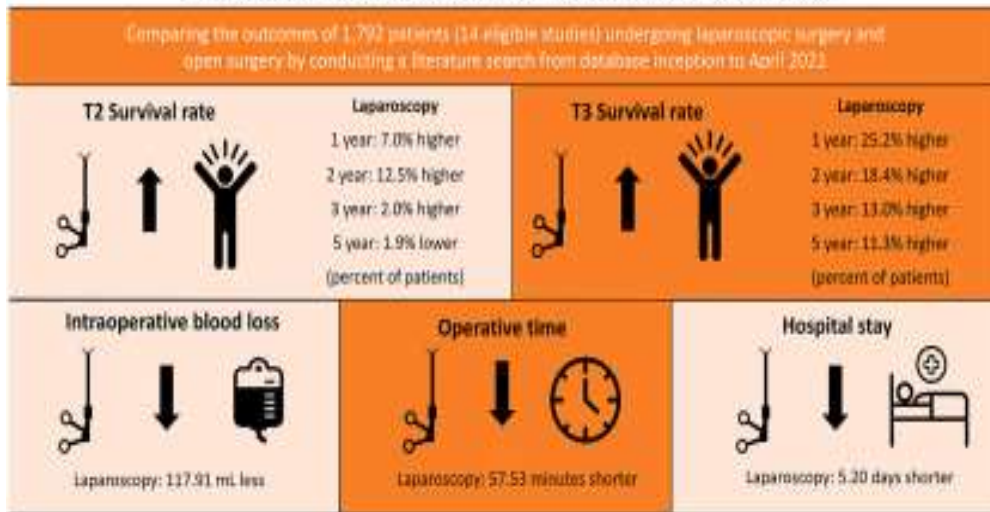 Comparing the outcomes of 1,792 patients (14 eligible studies) undergoing laparoscopic surgery and
open surgery by conducting a literature search from database inception to April 2021
T2 Survival rate
Laparoscopy
1 year: 7.0% higher
2 year: 12.5% higher
3 year: 2.0% higher
5 year: 1.9% lower
(percent of patients)
T3 Survival rate
Laparoscopy
1 year: 25.2% higher
2 year: 18.4% higher
3 year: 13.0% higher
5 year: 11.3% higher
(percent of patients)
Intraoperative blood loss
Laparoscopy: 117.91 mL less
Operative time
Laparoscopy: 57.53 minutes shorter
Hospital stay
Laparoscopy: 5.20 days shorter